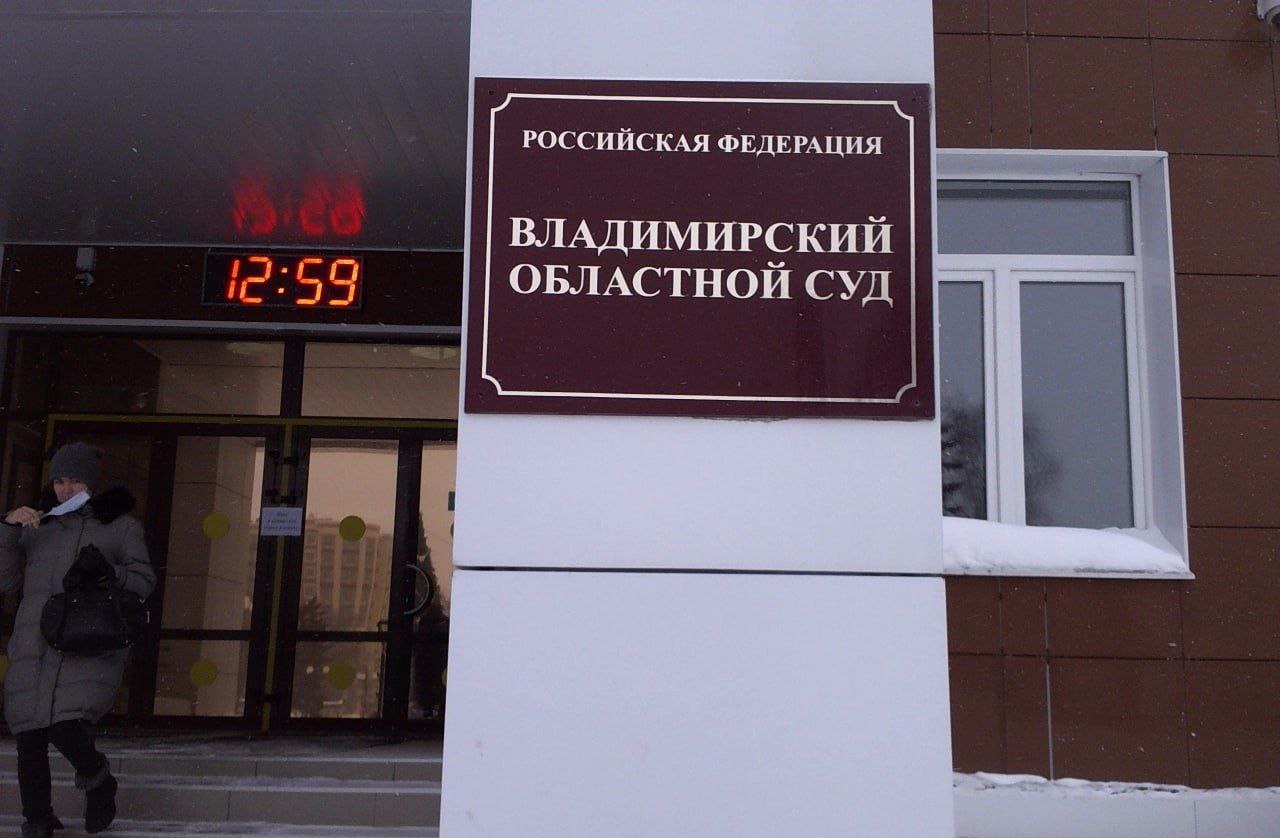 12:59
РОССИЙСКАЯ ФЕДЕРАЦИЯ
ВЛАДИМИРСКИЙ
ОБЛАСТНОЙ СУД